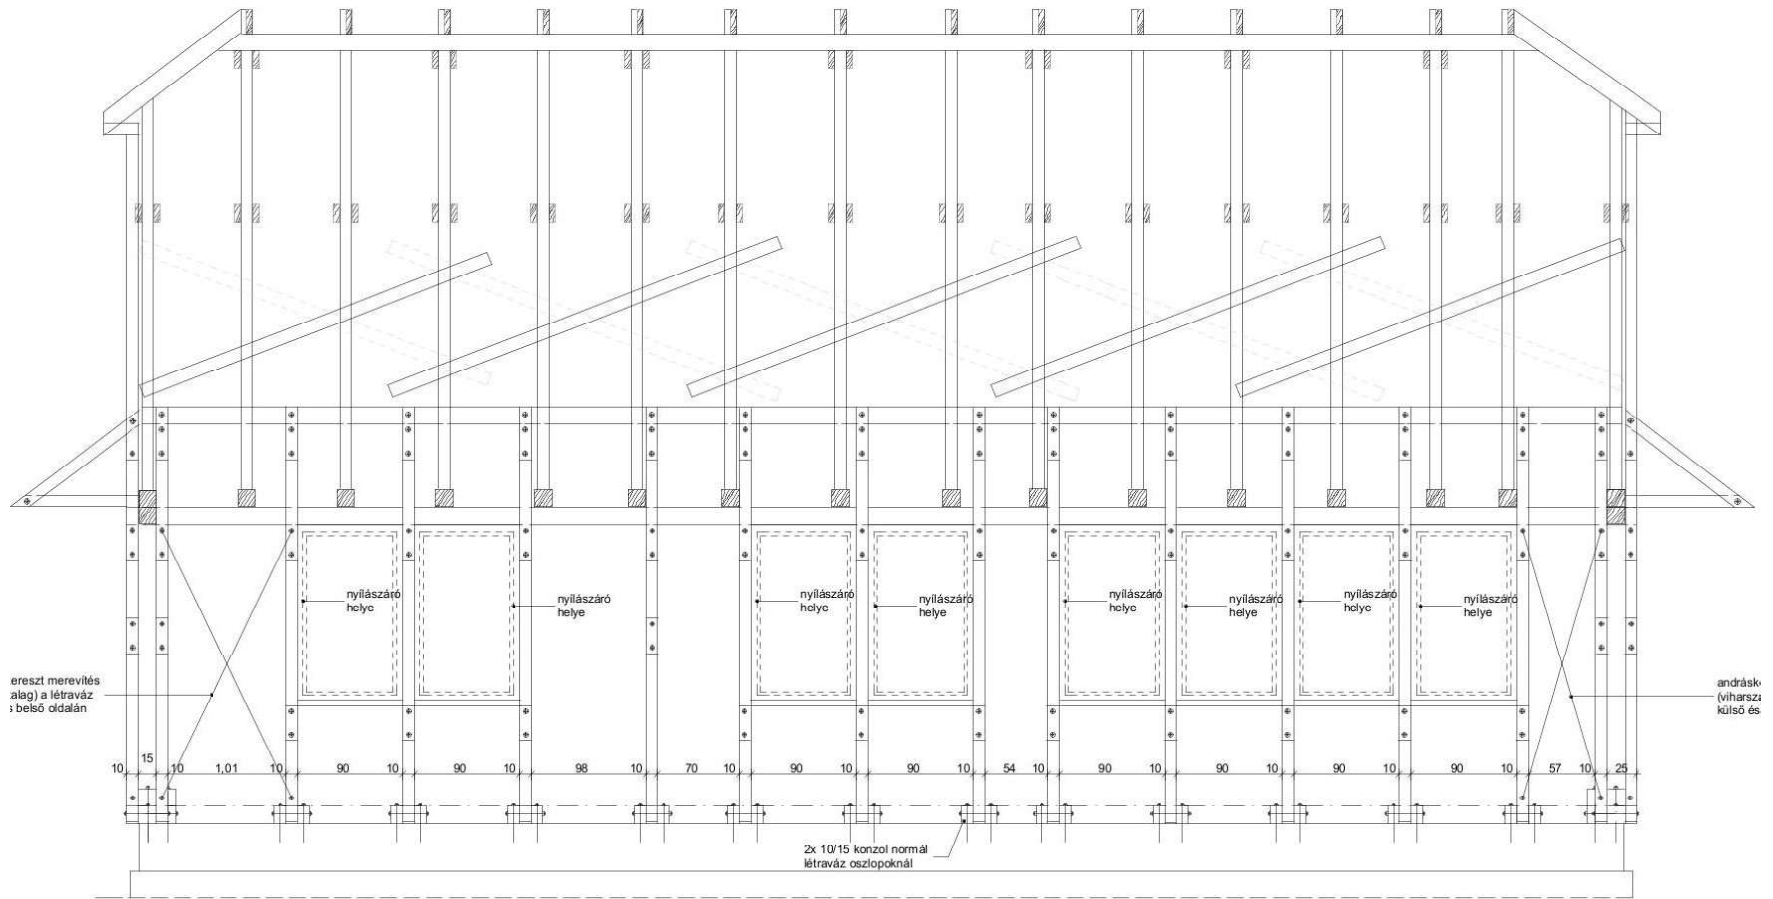 nyílászáró
helye
nyílászáró
helye
nyílászáró
helye
nyílászáró
helye
nyílászáró
helye
nyílászáró
helye
nyílászáró
helye
nyílászáró
helye
ereszt merevítés
alag) a létraváz
s belső oldalán
andrásk
(viharsza
külső és
10 15 10 1,01 10 90 10 90 10 98 10 70 10 90 10 90 10 54 10 90 10 90 10 90 10 90 10 57 10 25
2x 10/15 konzol normál
létraváz oszlopoknál